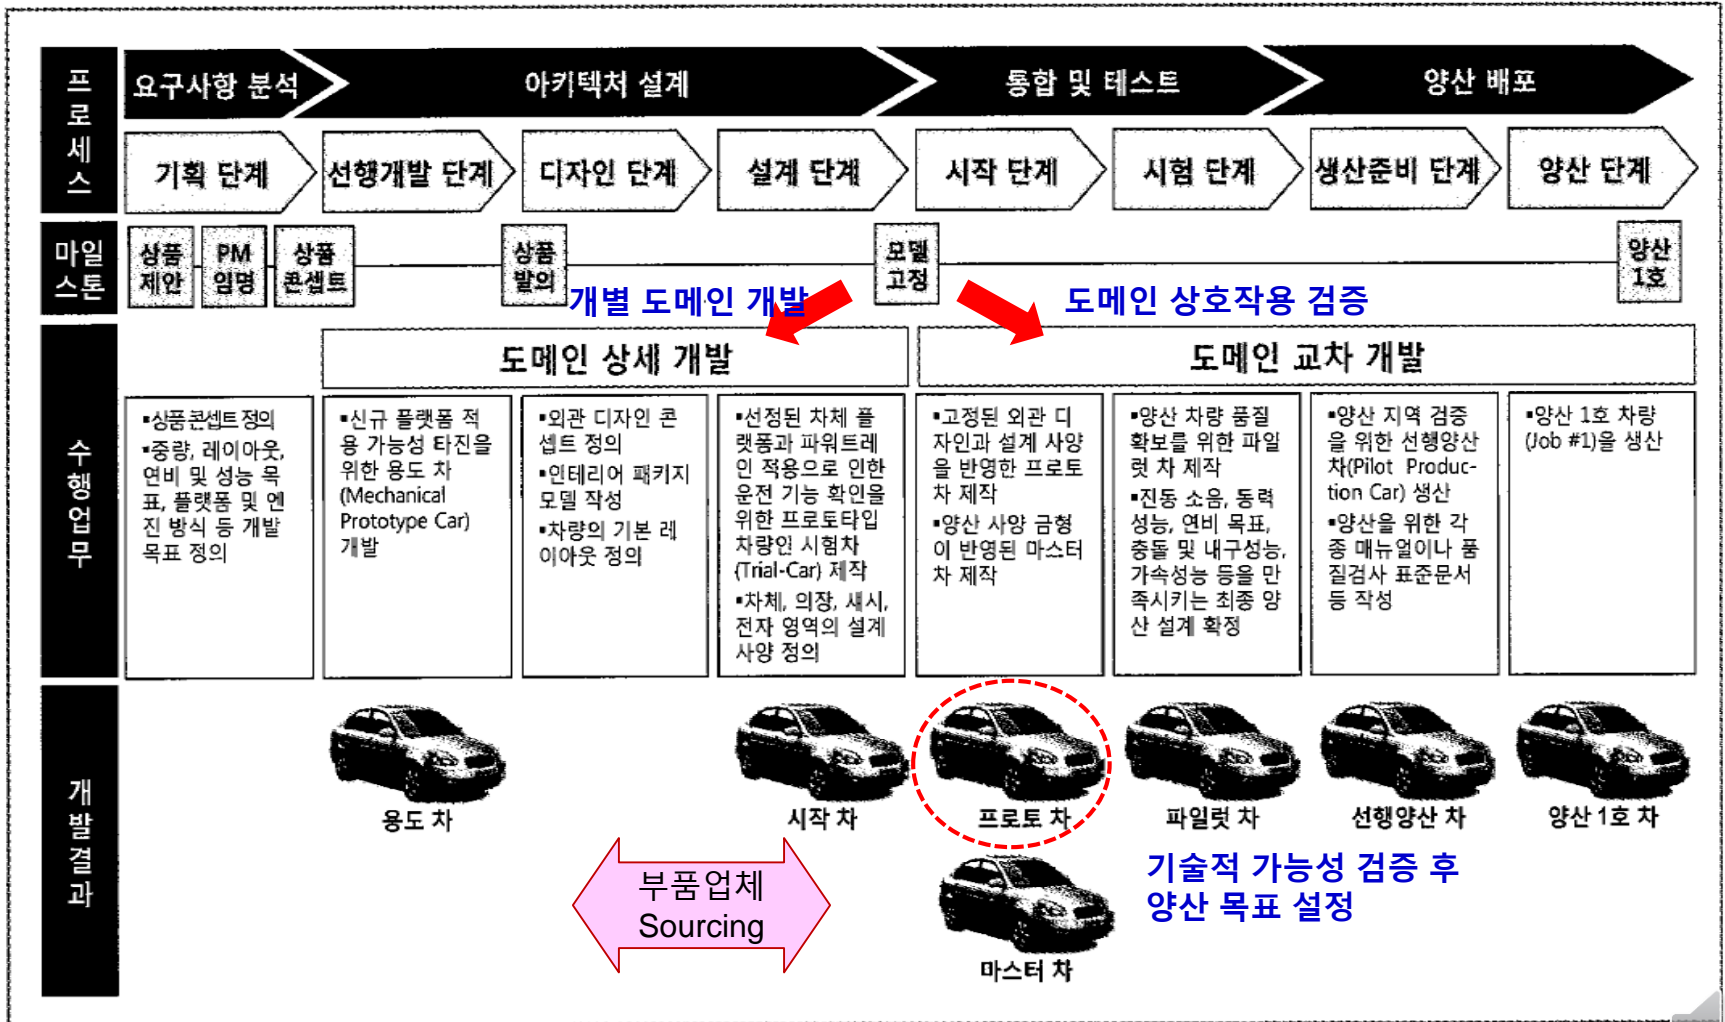 프로세스
요구사항 분석
아키텍처 설계
통합 및 테스트
양산 배포
기획 단계
선행개발 단계
디자인 단계
설계 단계
시작 단계
시험 단계
생산준비 단계
양산 단계
마일
스톤
상품
제안
PM
임명
상품
콘셉트
상품
발의
모델
고정
양산
1호
개별 도메인 개발
도메인 상호작용 검증
수행업무
도메인 상세 개발
도메인 교차 개발
▪상품 콘셉트 정의
▪중량, 레이아웃,
연비 및 성능 목
표, 플랫폼 및 엔
진 방식 등 개발
목표 정의
▪신규 플랫폼 적
용 가능성 타진을
위한 용도 차
(Mechanical
Prototype Car)
개발
▪외관 디자인 콘
셉트 정의
▪인테리어 패키지
모델 작성
▪차량의 기본 레
이아웃 정의
▪선정된 차체 플
랫폼과 파워트레
인 적용으로 인한
운전 기능 확인을
위한 프로토타입
차량인 시험차
(Trial-Car) 제작
▪차체, 의장, 섀시,
전자 영역의 설계
사양 정의
▪고정된 외관 디
자인과 설계 사양
을 반영한 프로토
차 제작
▪양산 사양 금형
이 반영된 마스터
차 제작
▪양산 차량 품질
확보를 위한 파일
럿 차 제작
▪진동 소음, 동력
성능, 연비 목표,
충돌 및 내구성능,
가속성능 등을 만
족시키는 최종 양
산 설계 확정
▪양산 지역 검증
을 위한 선행양산
차(Pilot Produc-
tion Car) 생산
▪양산을 위한 각
종 매뉴얼이나 품
질검사 표준문서
등 작성
▪양산 1호 차량
(Job #1)을 생산
개발결과
용도 차
시작 차
프로토 차
파일럿 차
선행양산 차
양산 1호 차
부품업체
Sourcing
마스터 차
기술적 가능성 검증 후
양산 목표 설정